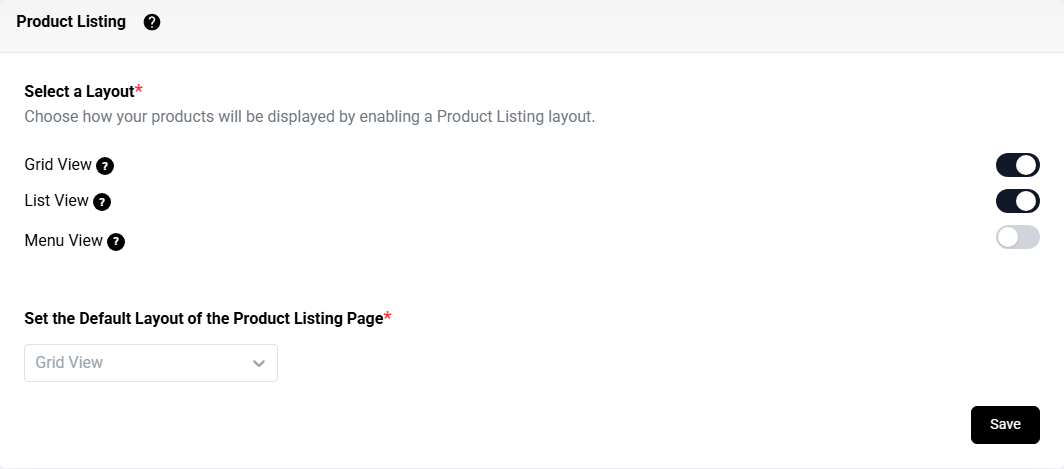 Product Listing ?
Select a Layout*
Choose how your products will be displayed by enabling a Product Listing layout.
Grid View ?
List View ?
Menu View ?
Set the Default Layout of the Product Listing Page*
Grid View
Save